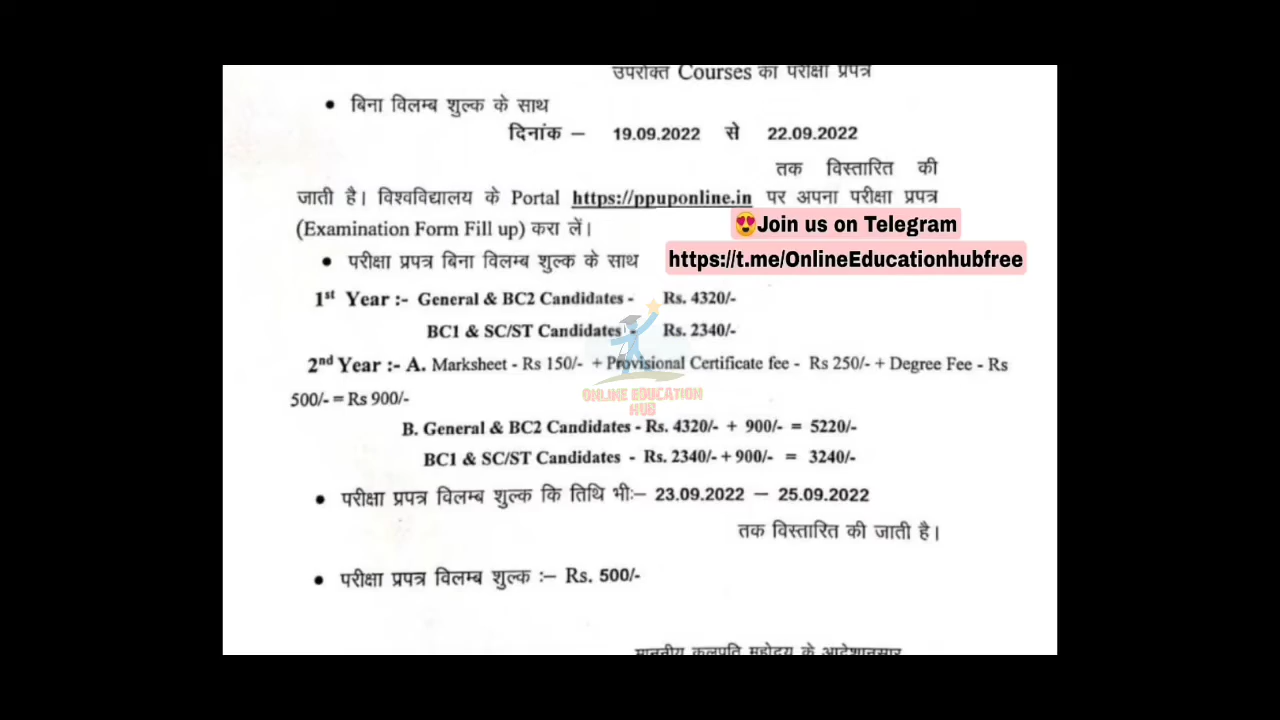 उपरोक्त Courses का परीक्षा प्रपत्र
• बिना विलम्ब शुल्क के साथ
दिनांक – 19.09.2022 से 22.09.2022
तक विस्तारित की
जाती है। विश्वविद्यालय के Portal https://ppuponline.in पर अपना परीक्षा प्रपत्र
😍Join us on Telegram
(Examination Form Fill up) करा लें।
https://t.me/OnlineEducationhubfree
• परीक्षा प्रपत्र बिना विलम्ब शुल्क के साथ
1st Year :- General & BC2 Candidates - Rs. 4320/-
BC1 & SC/ST Candidates - Rs. 2340/-
2nd Year :- A. Marksheet - Rs 150/- + Provisional Certificate fee - Rs 250/- + Degree Fee - Rs
500/- = Rs 900/-
ONLINE EDUCATION
HUB
B. General & BC2 Candidates - Rs. 4320/- + 900/- = 5220/-
BC1 & SC/ST Candidates - Rs. 2340/- + 900/- = 3240/-
• परीक्षा प्रपत्र विलम्ब शुल्क कि तिथि भीः– 23.09.2022 – 25.09.2022
तक विस्तारित की जाती है।
• परीक्षा प्रपत्र विलम्ब शुल्क :– Rs. 500/-
माननीय कुलपति महोदय के आदेशानुसार